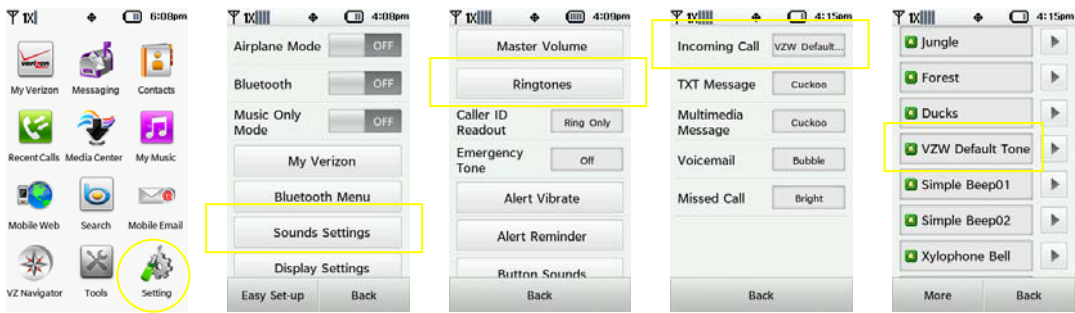 1X 6:08pm
verizon
My Verizon Messaging Contacts
Recent Calls Media Center My Music
Mobile Web Search Mobile Email
VZ Navigator Tools Setting
1X 4:08pm
Airplane Mode OFF
Bluetooth OFF
Music Only
Mode OFF
My Verizon
Bluetooth Menu
Sounds Settings
Display Settings
Easy Set-up Back
1X 4:09pm
Master Volume
Ringtones
Caller ID
Readout Ring Only
Emergency
Tone Off
Alert Vibrate
Alert Reminder
Button Sounds
Back
1X 4:15pm
Incoming Call VZW Default...
TXT Message Cuckoo
Multimedia
Message Cuckoo
Voicemail Bubble
Missed Call Bright
Back
1X 4:15pm
Jungle
Forest
Ducks
VZW Default Tone
Simple Beep01
Simple Beep02
Xylophone Bell
More Back